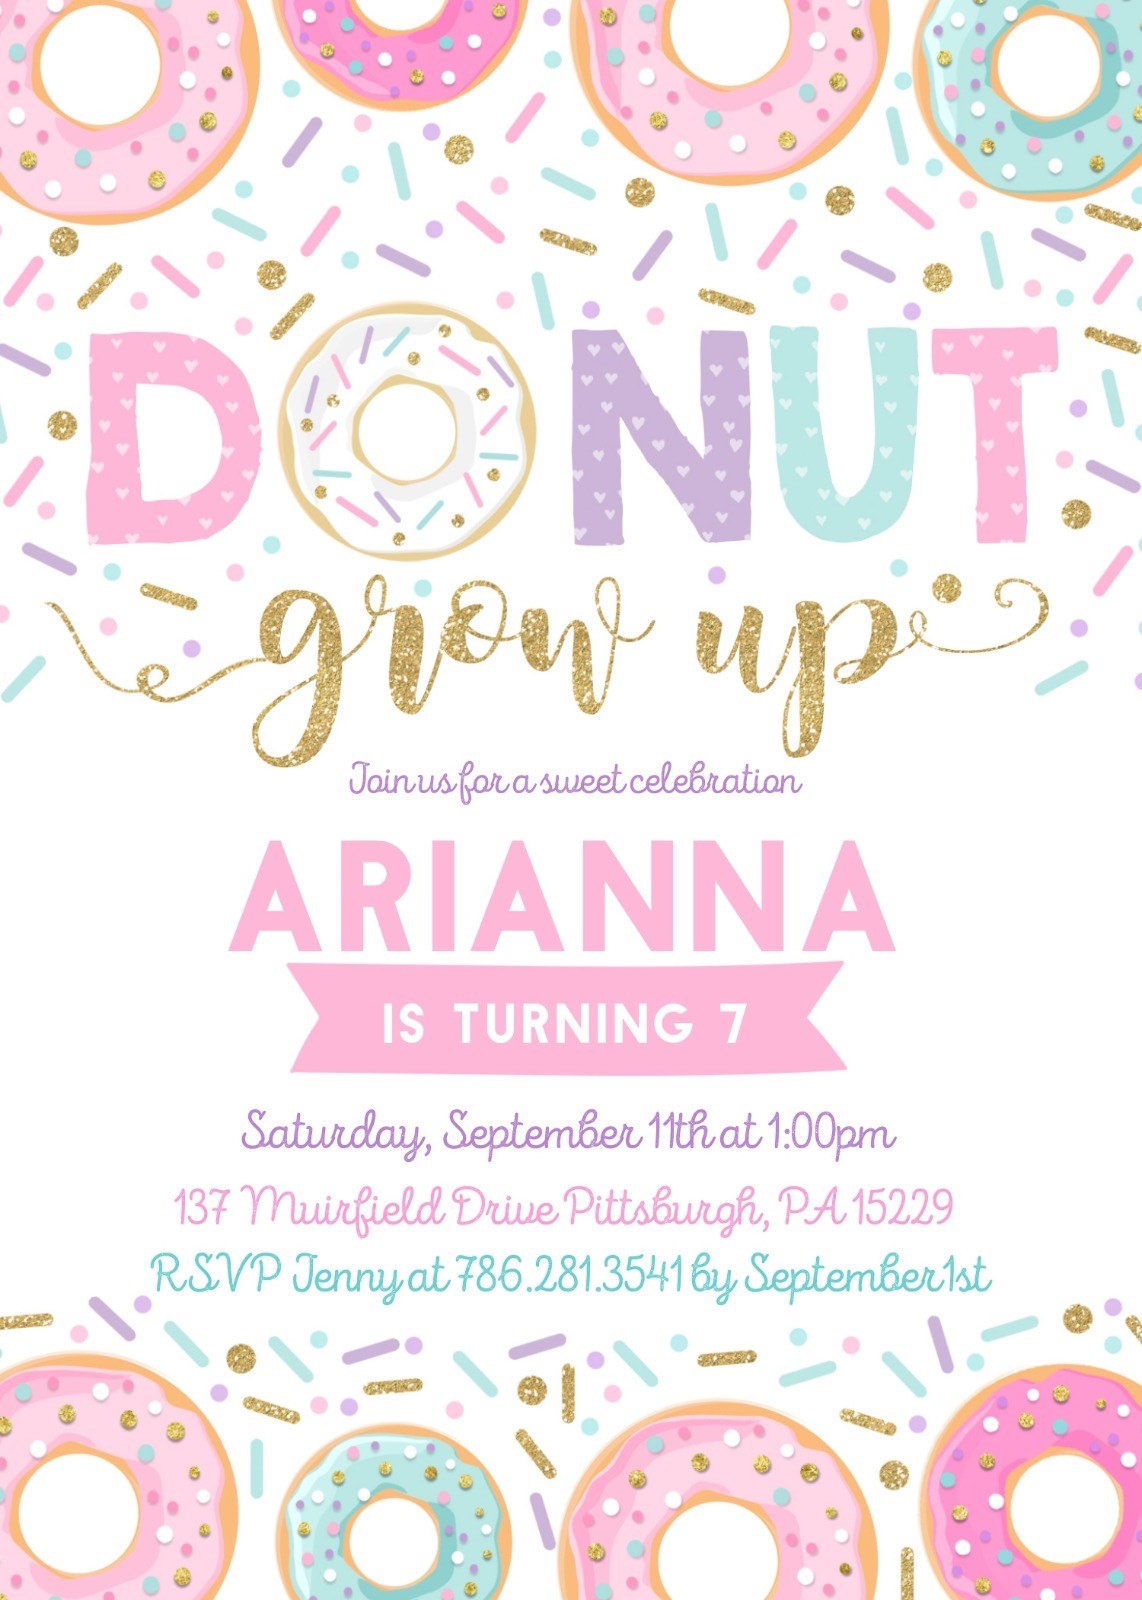 DONUT
grow up
Join us for a sweet celebration
ARIANNA
IS TURNING 7
Saturday, September 11th at 1:00pm
137 Muirfield Drive Pittsburgh, PA 15229
RSVP Jenny at 786.281.3541 by September 1st